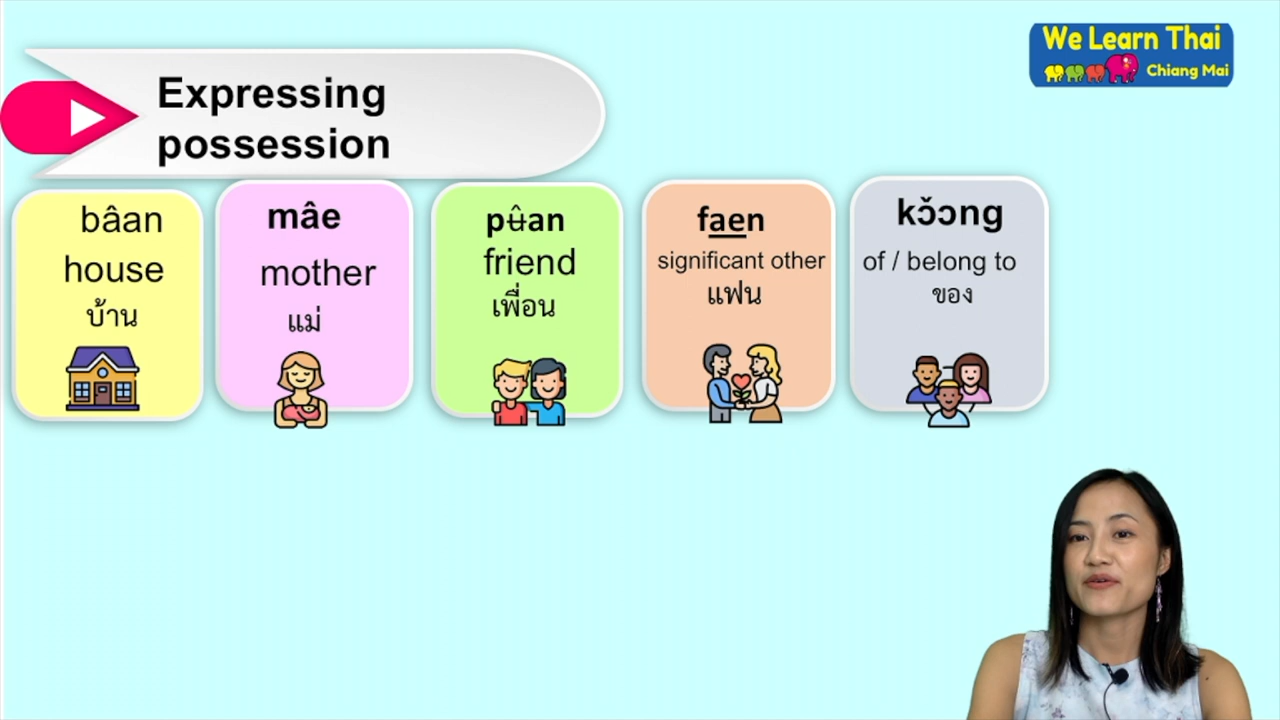 We Learn Thai
Chiang Mai
Expressing
possession
bâan
house
บ้าน
mâe
mother
แม่
pʉ̂an
friend
เพื่อน
faen
significant other
แฟน
kɔ̌ɔng
of / belong to
ของ